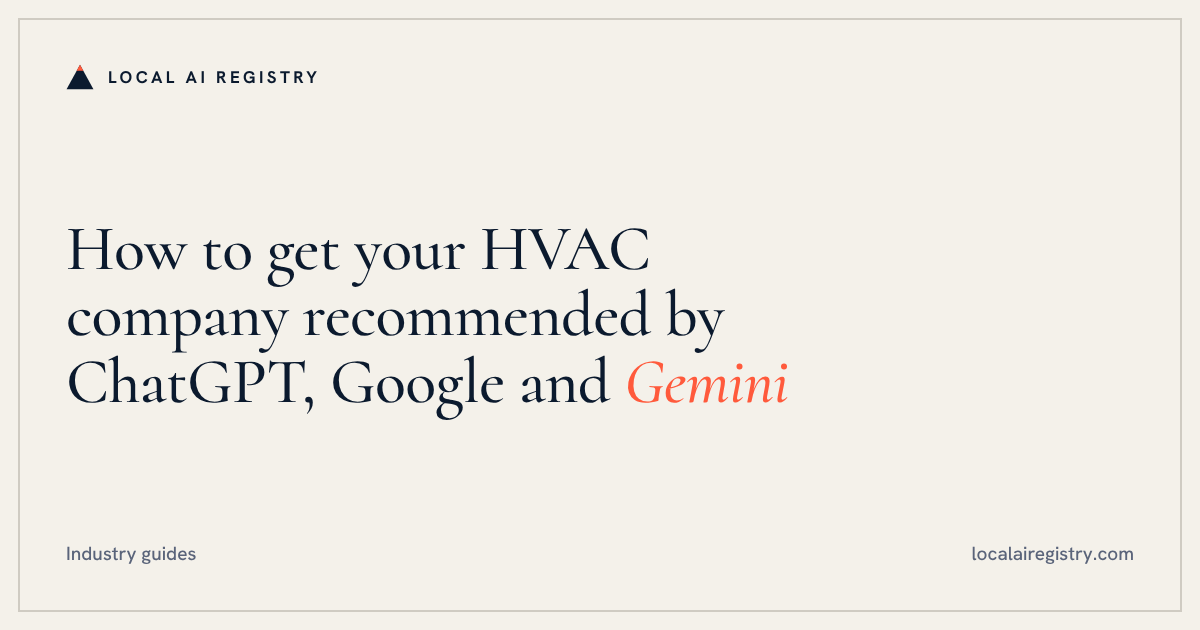 LOCAL AI REGISTRY
How to get your HVAC
company recommended by
ChatGPT, Google and Gemini
Industry guides
localairegistry.com